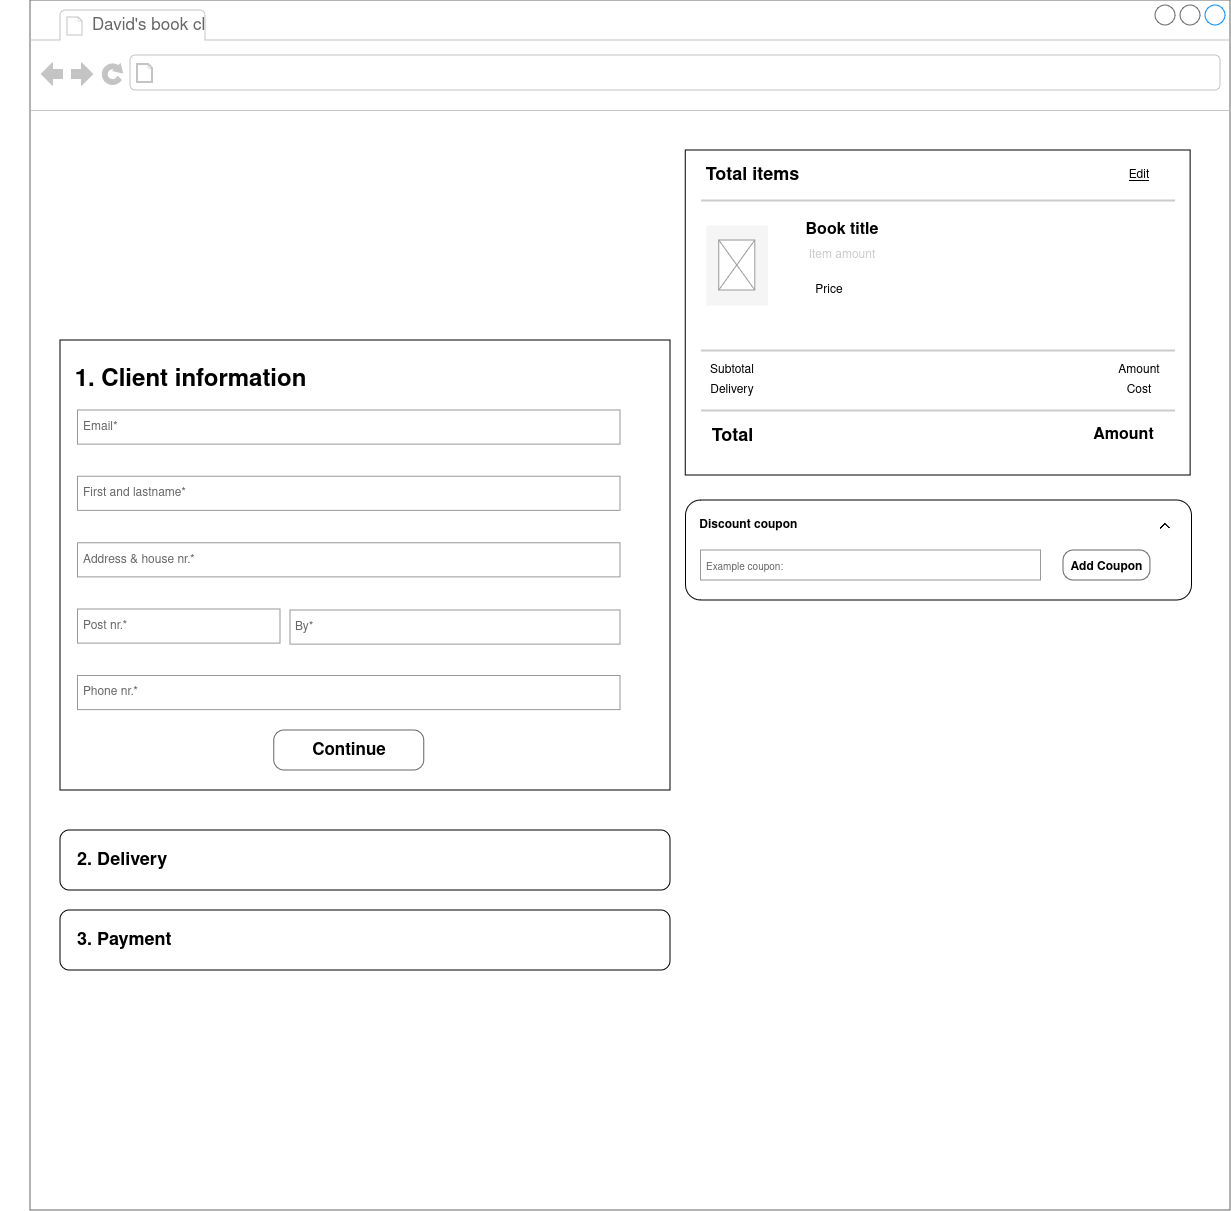 David's book cl
Total items
Edit
Book title
Item amount
Price
Subtotal
Amount
Delivery
Cost
Total
Amount
Discount coupon
Example coupon:
Add Coupon
1. Client information
Email*
First and lastname*
Address & house nr.*
Post nr.*
By*
Phone nr.*
Continue
2. Delivery
3. Payment